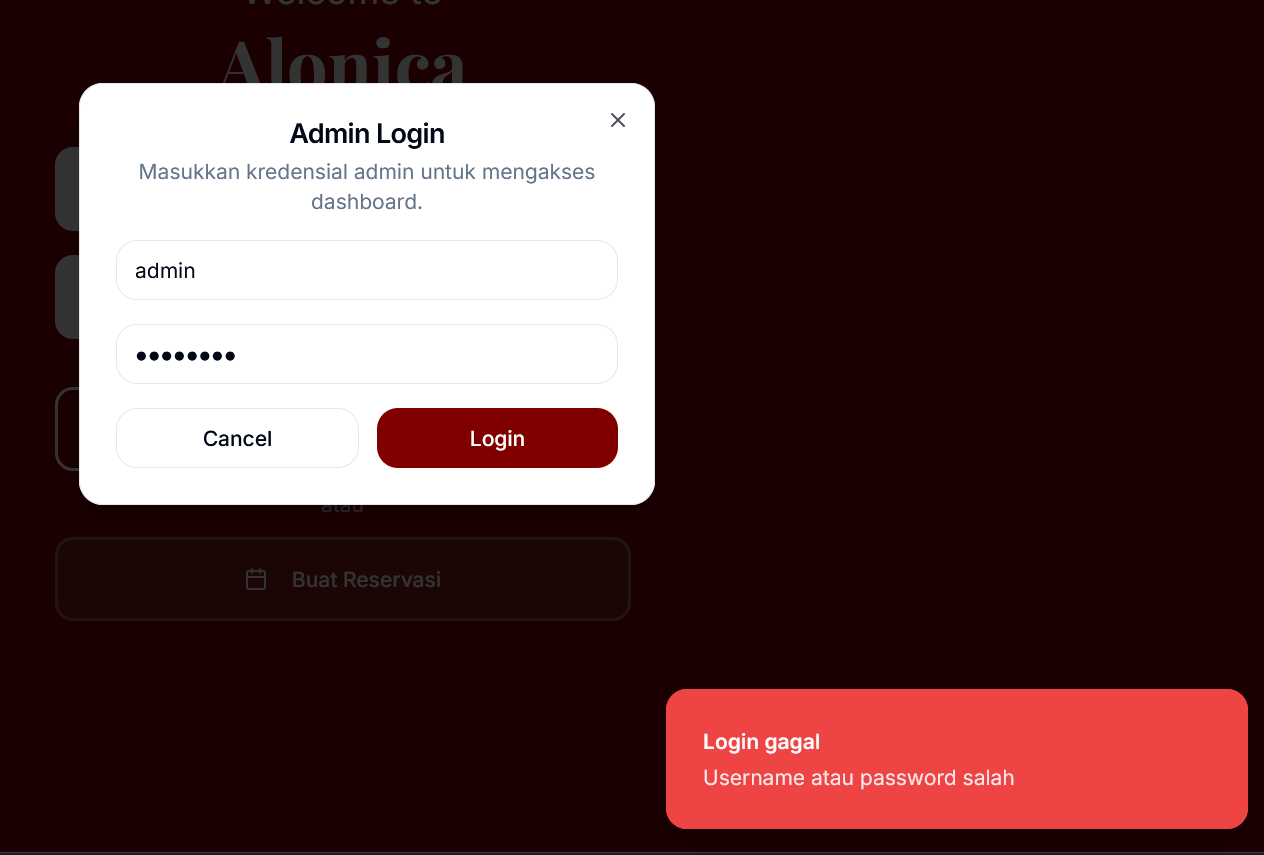 Welcome to
Alonica
Admin Login
Masukkan kredensial admin untuk mengakses
dashboard.
admin
••••••••
Cancel
Login
atau
Buat Reservasi
Login gagal
Username atau password salah